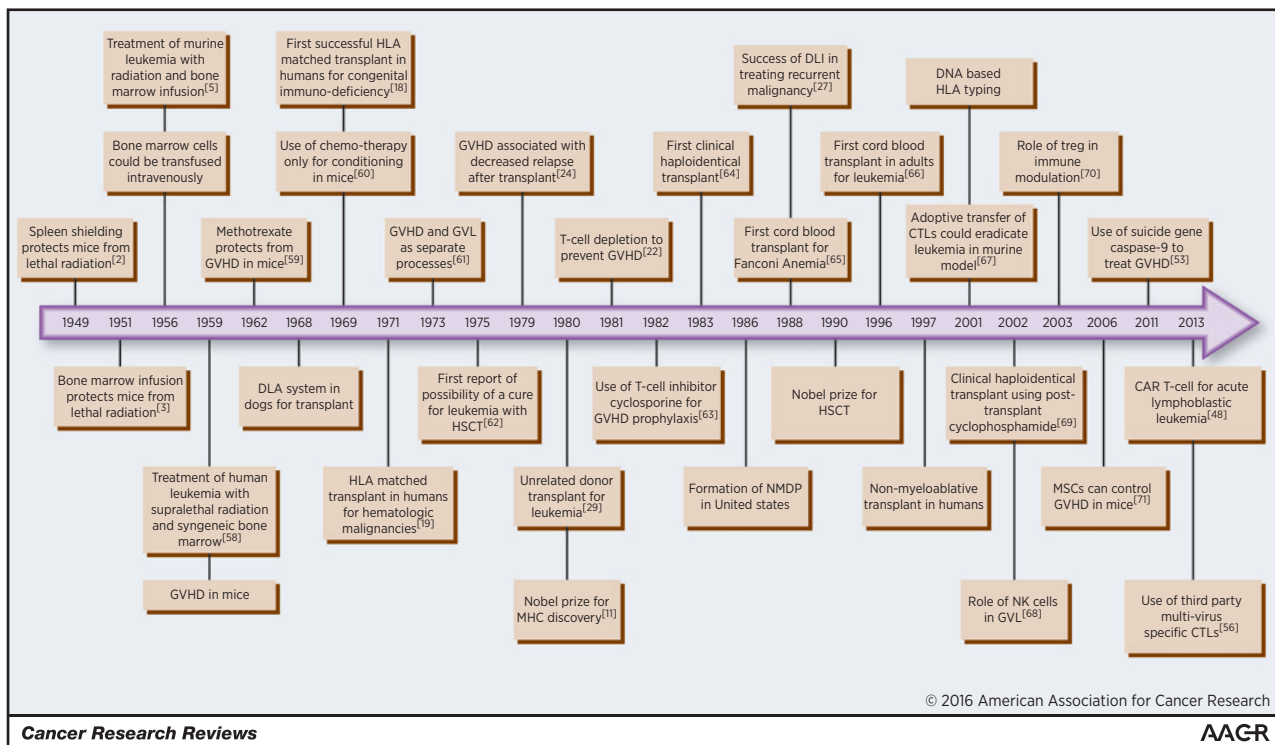 Treatment of murine
leukemia with
radiation and bone
marrow infusion[5]
First successful HLA
matched transplant in
humans for congenital
immuno-deficiency[18]
Success of DLI in
treating recurrent
malignancy[27]
DNA based
HLA typing
Bone marrow cells
could be transfused
intravenously
Use of chemo-therapy
only for conditioning
in mice[60]
GVHD associated with
decreased relapse
after transplant[24]
First clinical
haploidentical
transplant[64]
First cord blood
transplant in adults
for leukemia[66]
Role of treg in
immune
modulation[70]
Spleen shielding
protects mice from
lethal radiation[2]
Methotrexate
protects from
GVHD in mice[59]
GVHD and GVL
as separate
processes[61]
T-cell depletion to
prevent GVHD[22]
First cord blood
transplant for
Fanconi Anemia[65]
Adoptive transfer of
CTLs could eradicate
leukemia in murine
model[67]
Use of suicide gene
caspase-9 to
treat GVHD[53]
1949 1951 1956 1959 1962 1968 1969 1971 1973 1975 1979 1980 1981 1982 1983 1986 1988 1990 1996 1997 2001 2002 2003 2006 2011 2013
Bone marrow infusion
protects mice from
lethal radiation[3]
DLA system in
dogs for transplant
First report of
possibility of a cure
for leukemia with
HSCT[62]
Use of T-cell inhibitor
cyclosporine for
GVHD prophylaxis[63]
Nobel prize for
HSCT
Clinical haploidentical
transplant using post-
transplant
cyclophosphamide[69]
CAR T-cell for acute
lymphoblastic
leukemia[48]
Treatment of human
leukemia with
supralethal radiation
and syngeneic bone
marrow[58]
HLA matched
transplant in humans
for hematologic
malignancies[19]
Unrelated donor
transplant for
leukemia[29]
Formation of NMDP
in United states
Non-myeloablative
transplant in humans
MSCs can control
GVHD in mice[71]
GVHD in mice
Nobel prize for
MHC discovery[11]
Role of NK cells
in GVL[68]
Use of third party
multi-virus
specific CTLs[56]
© 2016 American Association for Cancer Research
Cancer Research Reviews
AACR